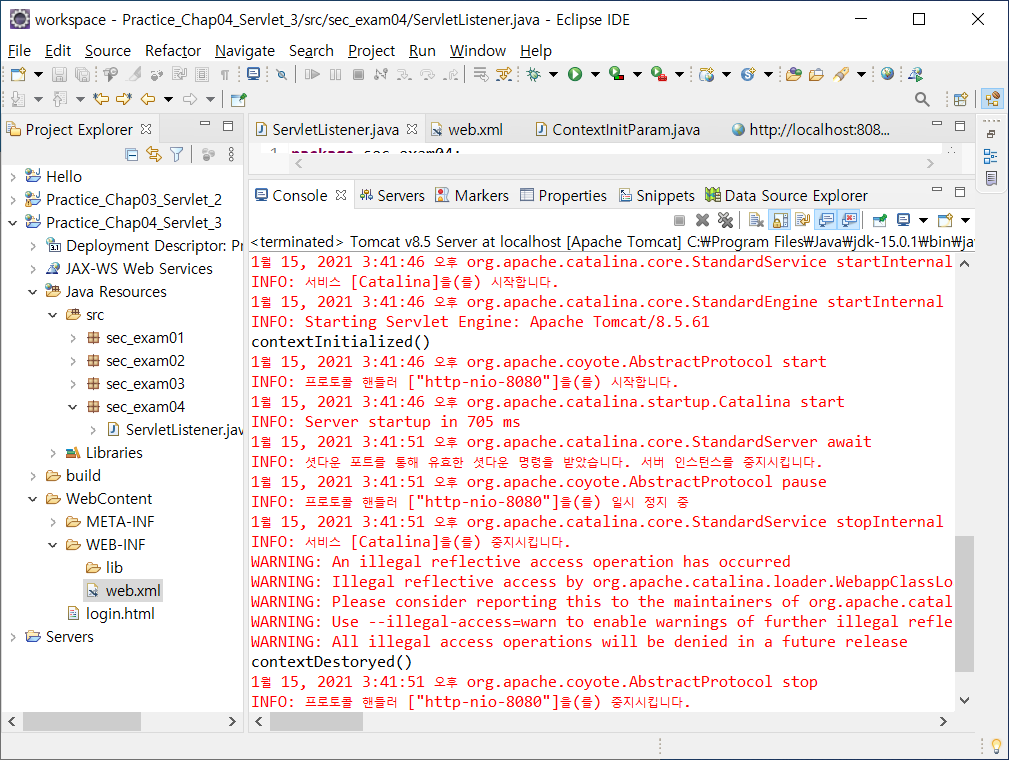 workspace - Practice_Chap04_Servlet_3/src/sec_exam04/ServletListener.java - Eclipse IDE
File Edit Source Refactor Navigate Search Project Run Window Help
Project Explorer
Hello
Practice_Chap03_Servlet_2
Practice_Chap04_Servlet_3
Deployment Descriptor: Pr
JAX-WS Web Services
Java Resources
src
sec_exam01
sec_exam02
sec_exam03
sec_exam04
ServletListener.jav
Libraries
build
WebContent
META-INF
WEB-INF
lib
web.xml
login.html
Servers
ServletListener.java web.xml ContextInitParam.java http://localhost:808...
1 package sec_exam04;
Console Servers Markers Properties Snippets Data Source Explorer
<terminated> Tomcat v8.5 Server at localhost [Apache Tomcat] C:₩Program Files₩Java₩jdk-15.0.1₩bin₩ja
1월 15, 2021 3:41:46 오후 org.apache.catalina.core.StandardService startInternal
INFO: 서비스 [Catalina]을(를) 시작합니다.
1월 15, 2021 3:41:46 오후 org.apache.catalina.core.StandardEngine startInternal
INFO: Starting Servlet Engine: Apache Tomcat/8.5.61
contextInitialized()
1월 15, 2021 3:41:46 오후 org.apache.coyote.AbstractProtocol start
INFO: 프로토콜 핸들러 ["http-nio-8080"]을(를) 시작합니다.
1월 15, 2021 3:41:46 오후 org.apache.catalina.startup.Catalina start
INFO: Server startup in 705 ms
1월 15, 2021 3:41:51 오후 org.apache.catalina.core.StandardServer await
INFO: 셧다운 포트를 통해 유효한 셧다운 명령을 받았습니다. 서버 인스턴스를 중지시킵니다.
1월 15, 2021 3:41:51 오후 org.apache.coyote.AbstractProtocol pause
INFO: 프로토콜 핸들러 ["http-nio-8080"]을(를) 일시 정지 중
1월 15, 2021 3:41:51 오후 org.apache.catalina.core.StandardService stopInternal
INFO: 서비스 [Catalina]을(를) 중지시킵니다.
WARNING: An illegal reflective access operation has occurred
WARNING: Illegal reflective access by org.apache.catalina.loader.WebappClassLo
WARNING: Please consider reporting this to the maintainers of org.apache.catal
WARNING: Use --illegal-access=warn to enable warnings of further illegal refle
WARNING: All illegal access operations will be denied in a future release
contextDestoryed()
1월 15, 2021 3:41:51 오후 org.apache.coyote.AbstractProtocol stop
INFO: 프로토콜 핸들러 ["http-nio-8080"]을(를) 중지시킵니다.